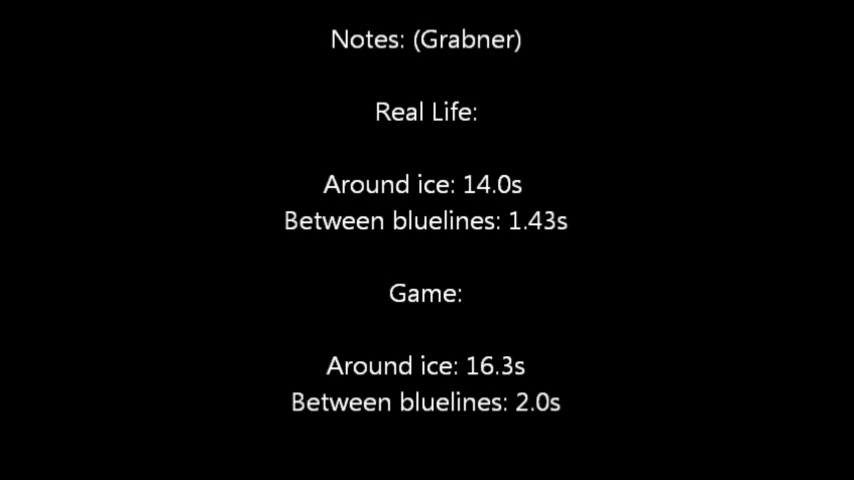 Notes: (Grabner)
Real Life:
Around ice: 14.0s
Between bluelines: 1.43s
Game:
Around ice: 16.3s
Between bluelines: 2.0s